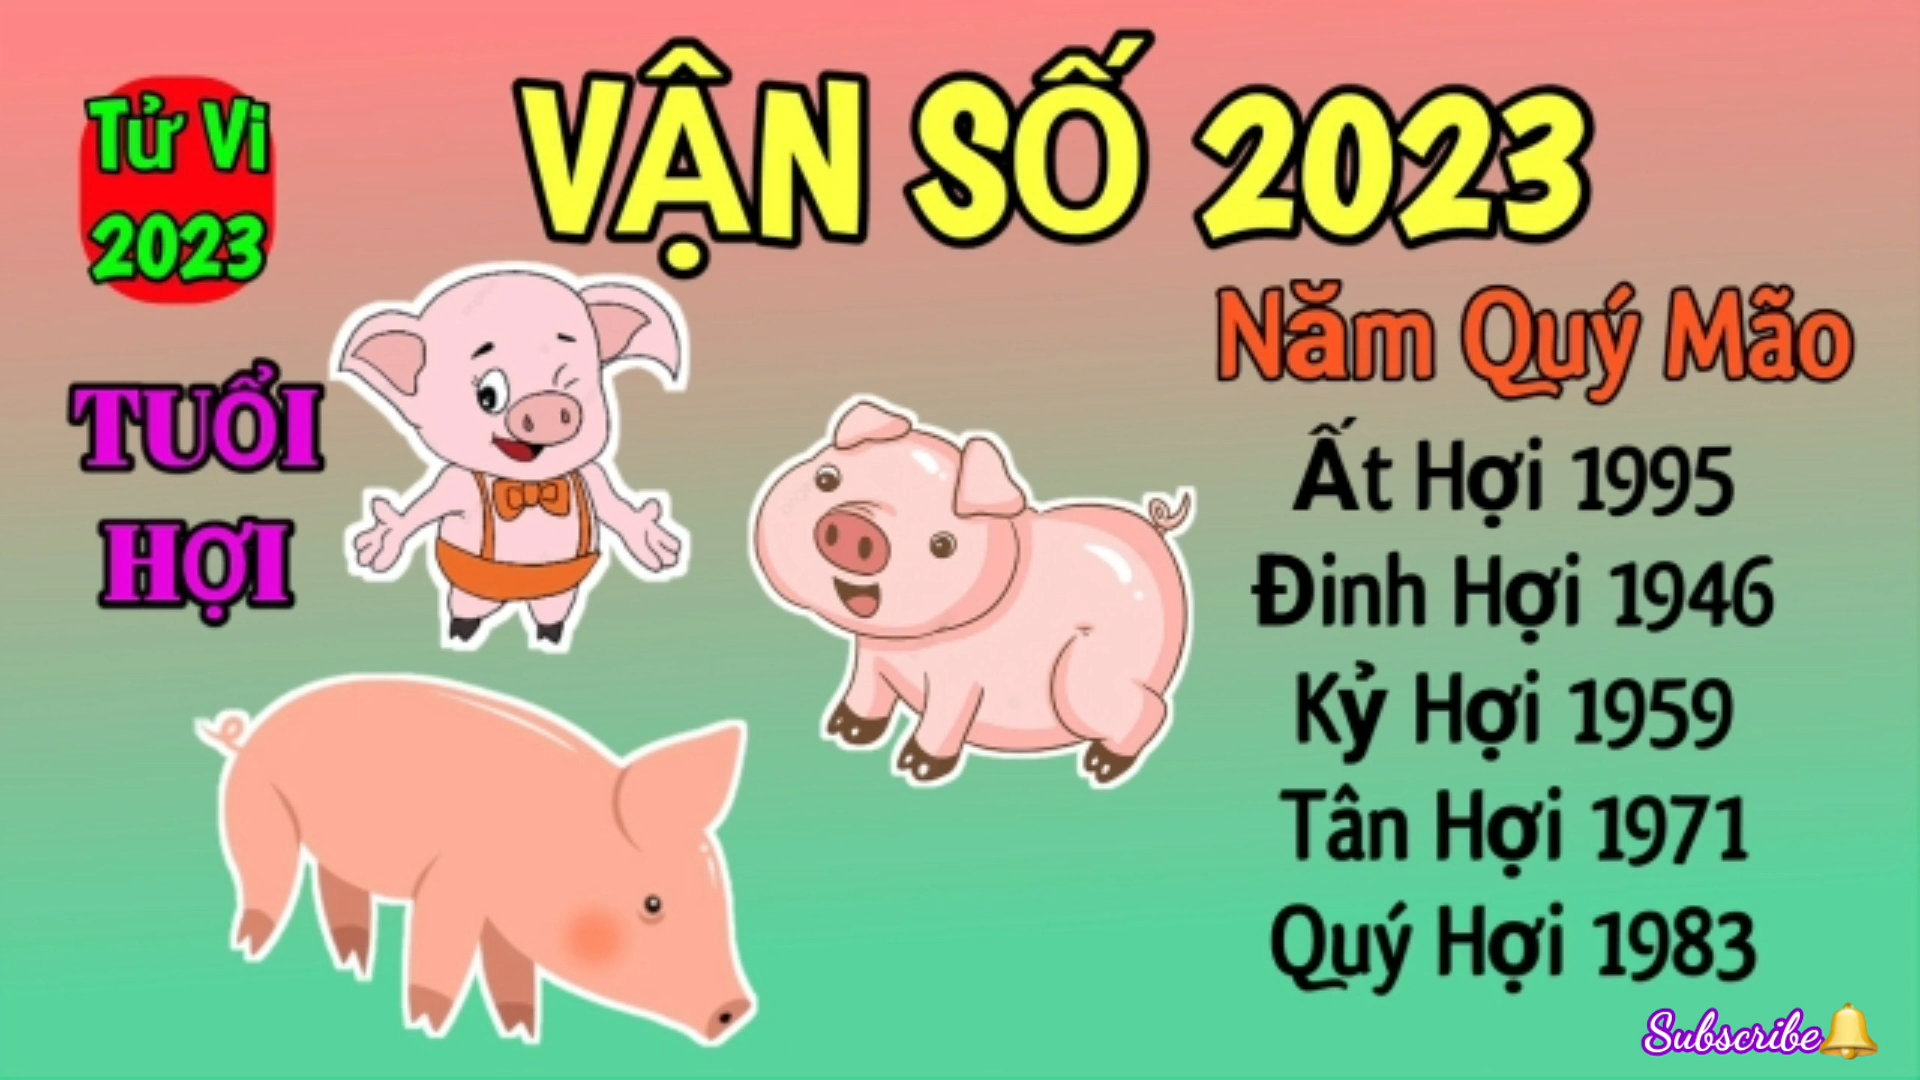 Tử Vi
2023
VẬN SỐ 2023
Năm Quý Mão
TUỔI
HỢI
Ất Hợi 1995
Đinh Hợi 1946
Kỷ Hợi 1959
Tân Hợi 1971
Quý Hợi 1983
Subscribe